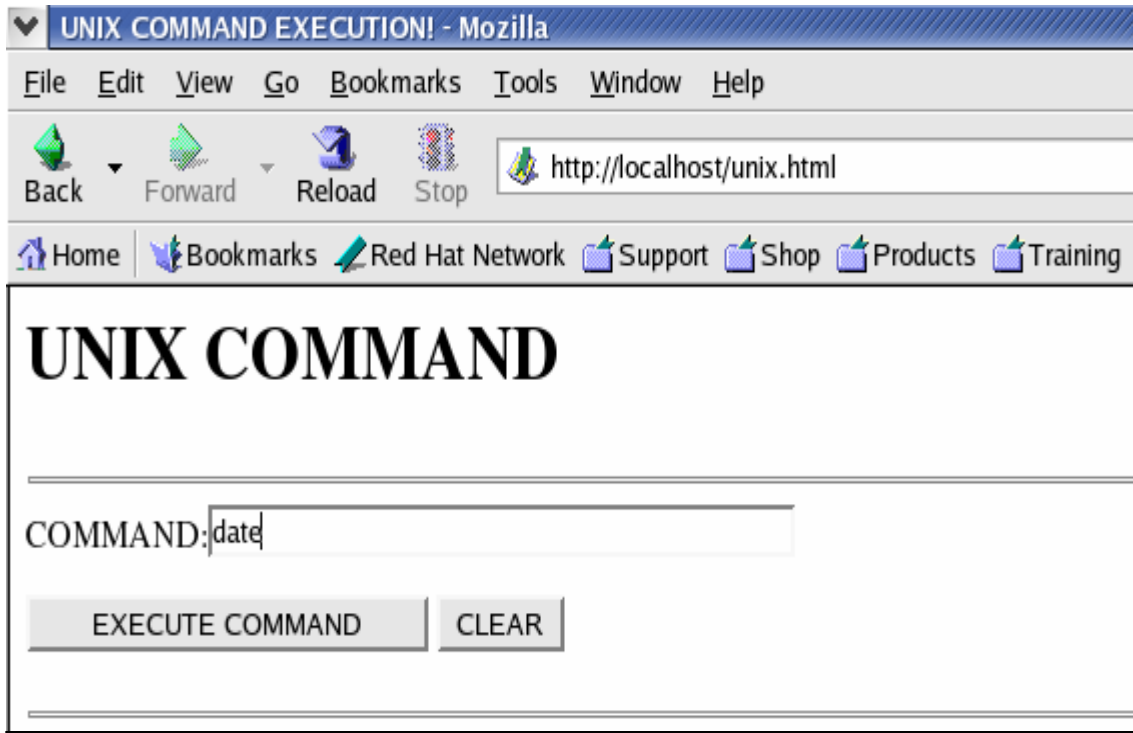 UNIX COMMAND EXECUTION! - Mozilla
File Edit View Go Bookmarks Tools Window Help
Back Forward Reload Stop http://localhost/unix.html
Home Bookmarks Red Hat Network Support Shop Products Training
UNIX COMMAND
COMMAND: date
EXECUTE COMMAND CLEAR